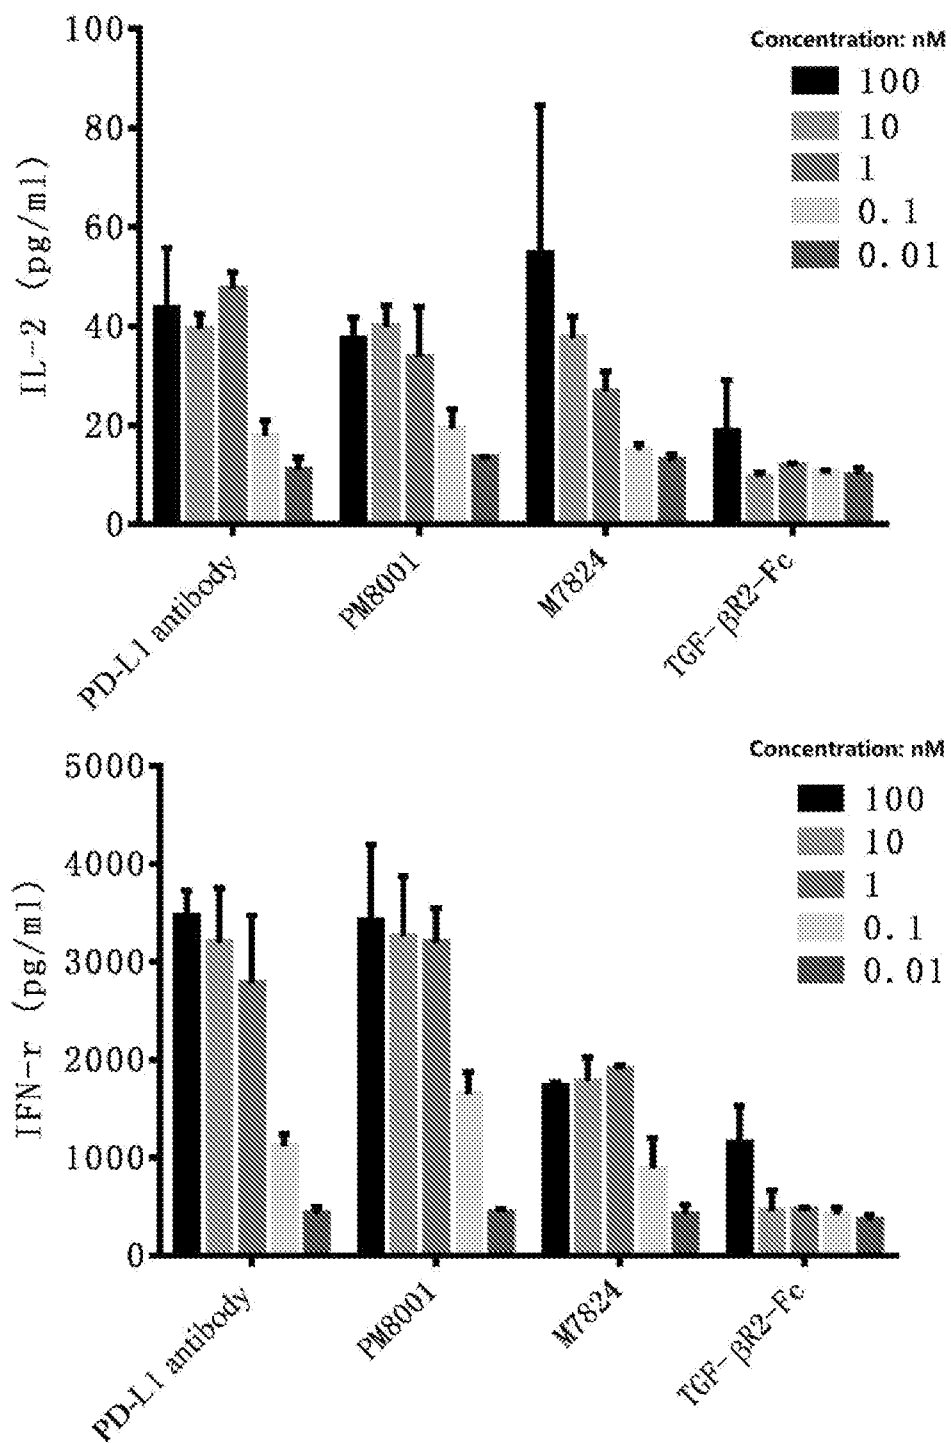 IL-2 (pg/ml)
100
80
60
40
20
0
PD-L1 antibody
PM8001
M7824
TGF-βR2-Fc
Concentration: nM
100
10
1
0.1
0.01
IFN-r (pg/ml)
5000
4000
3000
2000
1000
0
PD-L1 antibody
PM8001
M7824
TGF-βR2-Fc
Concentration: nM
100
10
1
0.1
0.01